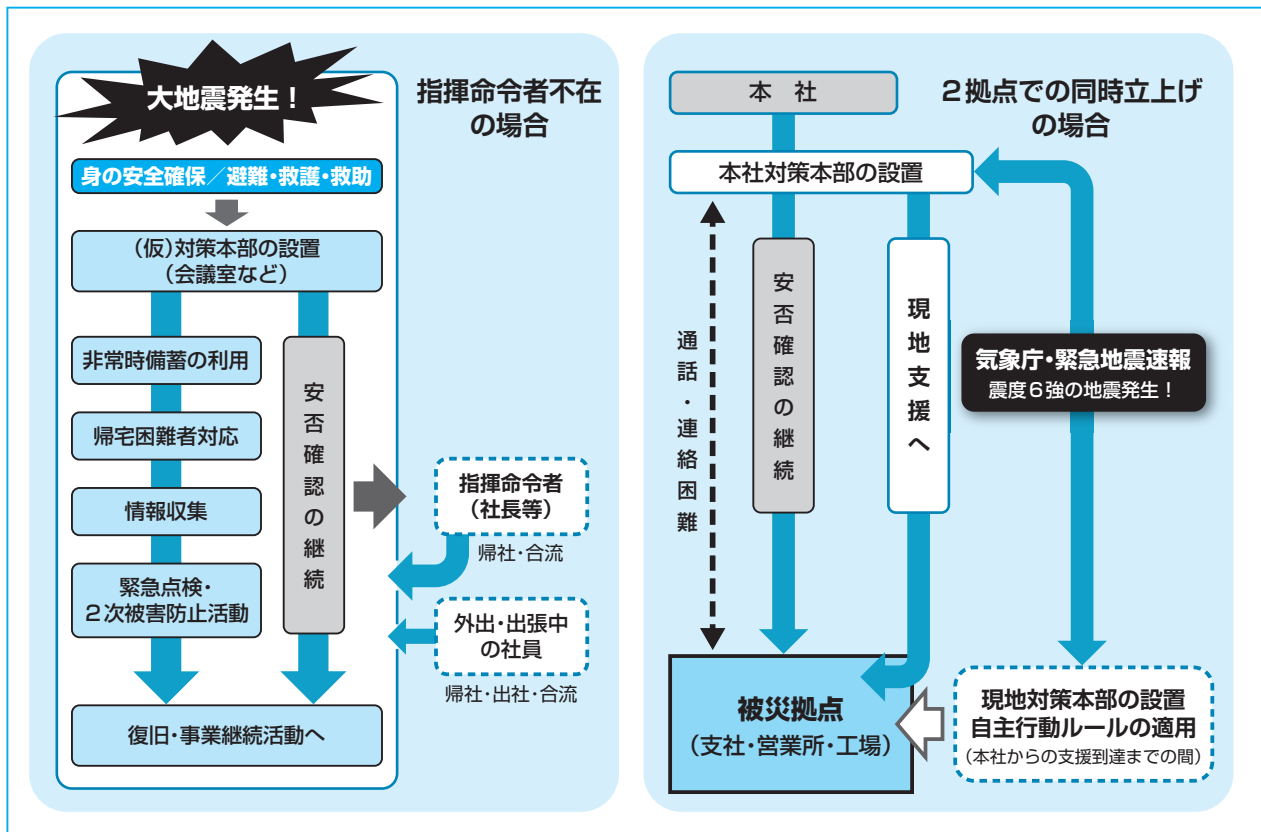 大地震発生!
指揮命令者不在
の場合
身の安全確保/避難・救護・救助
(仮)対策本部の設置
(会議室など)
非常時備蓄の利用
帰宅困難者対応
情報収集
緊急点検・
2次被害防止活動
安否確認の継続
指揮命令者
(社長等)
帰社・合流
外出・出張中
の社員
帰社・出社・合流
復旧・事業継続活動へ
本 社
2拠点での同時立上げ
の場合
本社対策本部の設置
通話・連絡困難
安否確認の継続
現地支援へ
気象庁・緊急地震速報
震度6強の地震発生!
被災拠点
(支社・営業所・工場)
現地対策本部の設置
自主行動ルールの適用
(本社からの支援到達までの間)